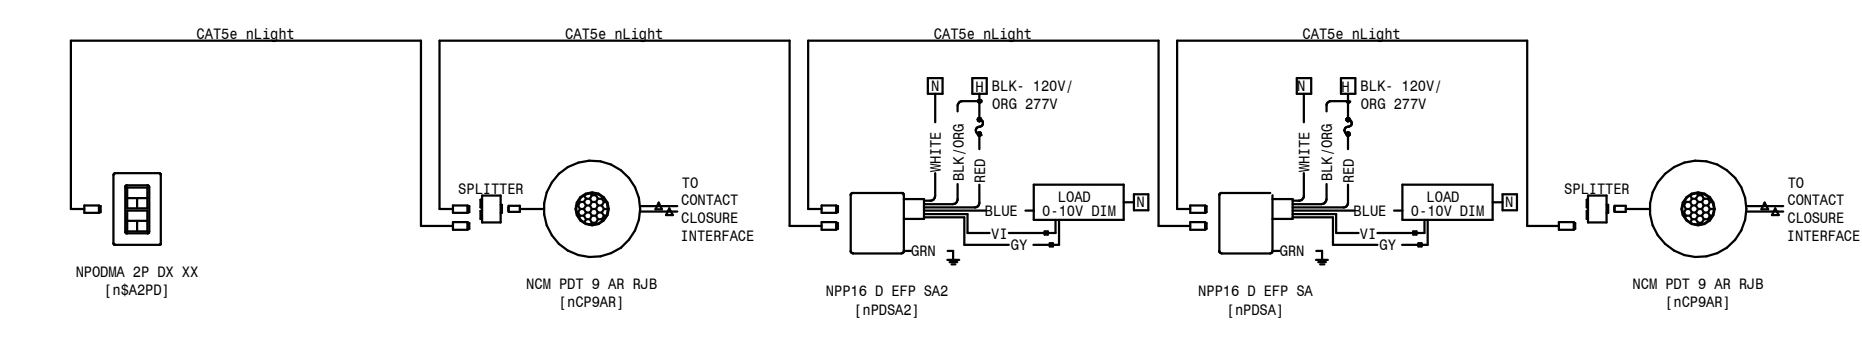 CAT5e nLight
CAT5e nLight
CAT5e nLight
CAT5e nLight
NPODMA 2P DX XX
[n$A2PD]
SPLITTER
TO
CONTACT
CLOSURE
INTERFACE
NCM PDT 9 AR RJB
[nCP9AR]
N
H
BLK- 120V/
ORG 277V
WHITE
BLK/ORG
RED
LOAD
0-10V DIM
N
BLUE
VI
GY
GRN
NPP16 D EFP SA2
[nPDSA2]
N
H
BLK- 120V/
ORG 277V
WHITE
BLK/ORG
RED
LOAD
0-10V DIM
N
BLUE
VI
GY
GRN
NPP16 D EFP SA
[nPDSA]
SPLITTER
TO
CONTACT
CLOSURE
INTERFACE
NCM PDT 9 AR RJB
[nCP9AR]